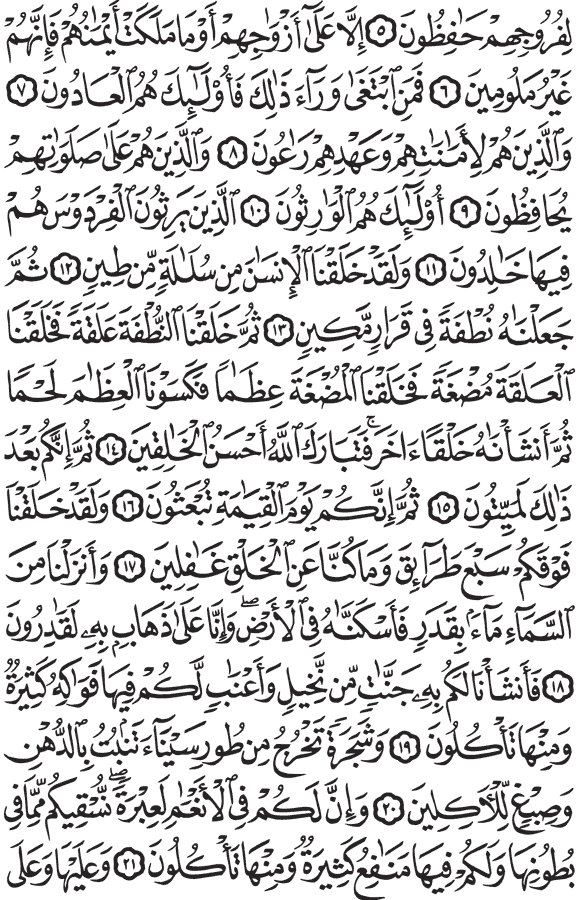 لِفُرُوجِهِمْ حَٰفِظُونَ ٥ إِلَّا عَلَىٰٓ أَزْوَٰجِهِمْ أَوْ مَا مَلَكَتْ أَيْمَٰنُهُمْ فَإِنَّهُمْ
غَيْرُ مَلُومِينَ ٦ فَمَنِ ٱبْتَغَىٰ وَرَآءَ ذَٰلِكَ فَأُو۟لَٰٓئِكَ هُمُ ٱلْعَادُونَ ٧
وَٱلَّذِينَ هُمْ لِأَمَٰنَٰتِهِمْ وَعَهْدِهِمْ رَٰعُونَ ٨ وَٱلَّذِينَ هُمْ عَلَىٰ صَلَوَٰتِهِمْ
يُحَافِظُونَ ٩ أُو۟لَٰٓئِكَ هُمُ ٱلْوَٰرِثُونَ ١٠ ٱلَّذِينَ يَرِثُونَ ٱلْفِرْدَوْسَ هُمْ
فِيهَا خَٰلِدُونَ ١١ وَلَقَدْ خَلَقْنَا ٱلْإِنسَٰنَ مِن سُلَٰلَةٍ مِّن طِينٍ ١٢ ثُمَّ
جَعَلْنَٰهُ نُطْفَةً فِى قَرَارٍ مَّكِينٍ ١٣ ثُمَّ خَلَقْنَا ٱلنُّطْفَةَ عَلَقَةً فَخَلَقْنَا
ٱلْعَلَقَةَ مُضْغَةً فَخَلَقْنَا ٱلْمُضْغَةَ عِظَٰمًا فَكَسَوْنَا ٱلْعِظَٰمَ لَحْمًا
ثُمَّ أَنشَأْنَٰهُ خَلْقًا ءَاخَرَ ۚ فَتَبَارَكَ ٱللَّهُ أَحْسَنُ ٱلْخَٰلِقِينَ ١٤ ثُمَّ إِنَّكُم بَعْدَ
ذَٰلِكَ لَمَيِّتُونَ ١٥ ثُمَّ إِنَّكُمْ يَوْمَ ٱلْقِيَٰمَةِ تُبْعَثُونَ ١٦ وَلَقَدْ خَلَقْنَا
فَوْقَكُمْ سَبْعَ طَرَآئِقَ وَمَا كُنَّا عَنِ ٱلْخَلْقِ غَٰفِلِينَ ١٧ وَأَنزَلْنَا مِنَ
ٱلسَّمَآءِ مَآءًۢ بِقَدَرٍ فَأَسْكَنَّٰهُ فِى ٱلْأَرْضِ ۖ وَإِنَّا عَلَىٰ ذَهَابٍۭ بِهِۦ لَقَٰدِرُونَ
١٨ فَأَنشَأْنَا لَكُم بِهِۦ جَنَّٰتٍ مِّن نَّخِيلٍ وَأَعْنَٰبٍ لَّكُمْ فِيهَا فَوَٰكِهُ كَثِيرَةٌ
وَمِنْهَا تَأْكُلُونَ ١٩ وَشَجَرَةً تَخْرُجُ مِن طُورِ سَيْنَآءَ تَنۢبُتُ بِٱلدُّهْنِ
وَصِبْغٍ لِّلْـَٔاكِلِينَ ٢٠ وَإِنَّ لَكُمْ فِى ٱلْأَنْعَٰمِ لَعِبْرَةً ۖ نُّسْقِيكُم مِّمَّا فِى
بُطُونِهَا وَلَكُمْ فِيهَا مَنَٰفِعُ كَثِيرَةٌ وَمِنْهَا تَأْكُلُونَ ٢١ وَعَلَيْهَا وَعَلَى